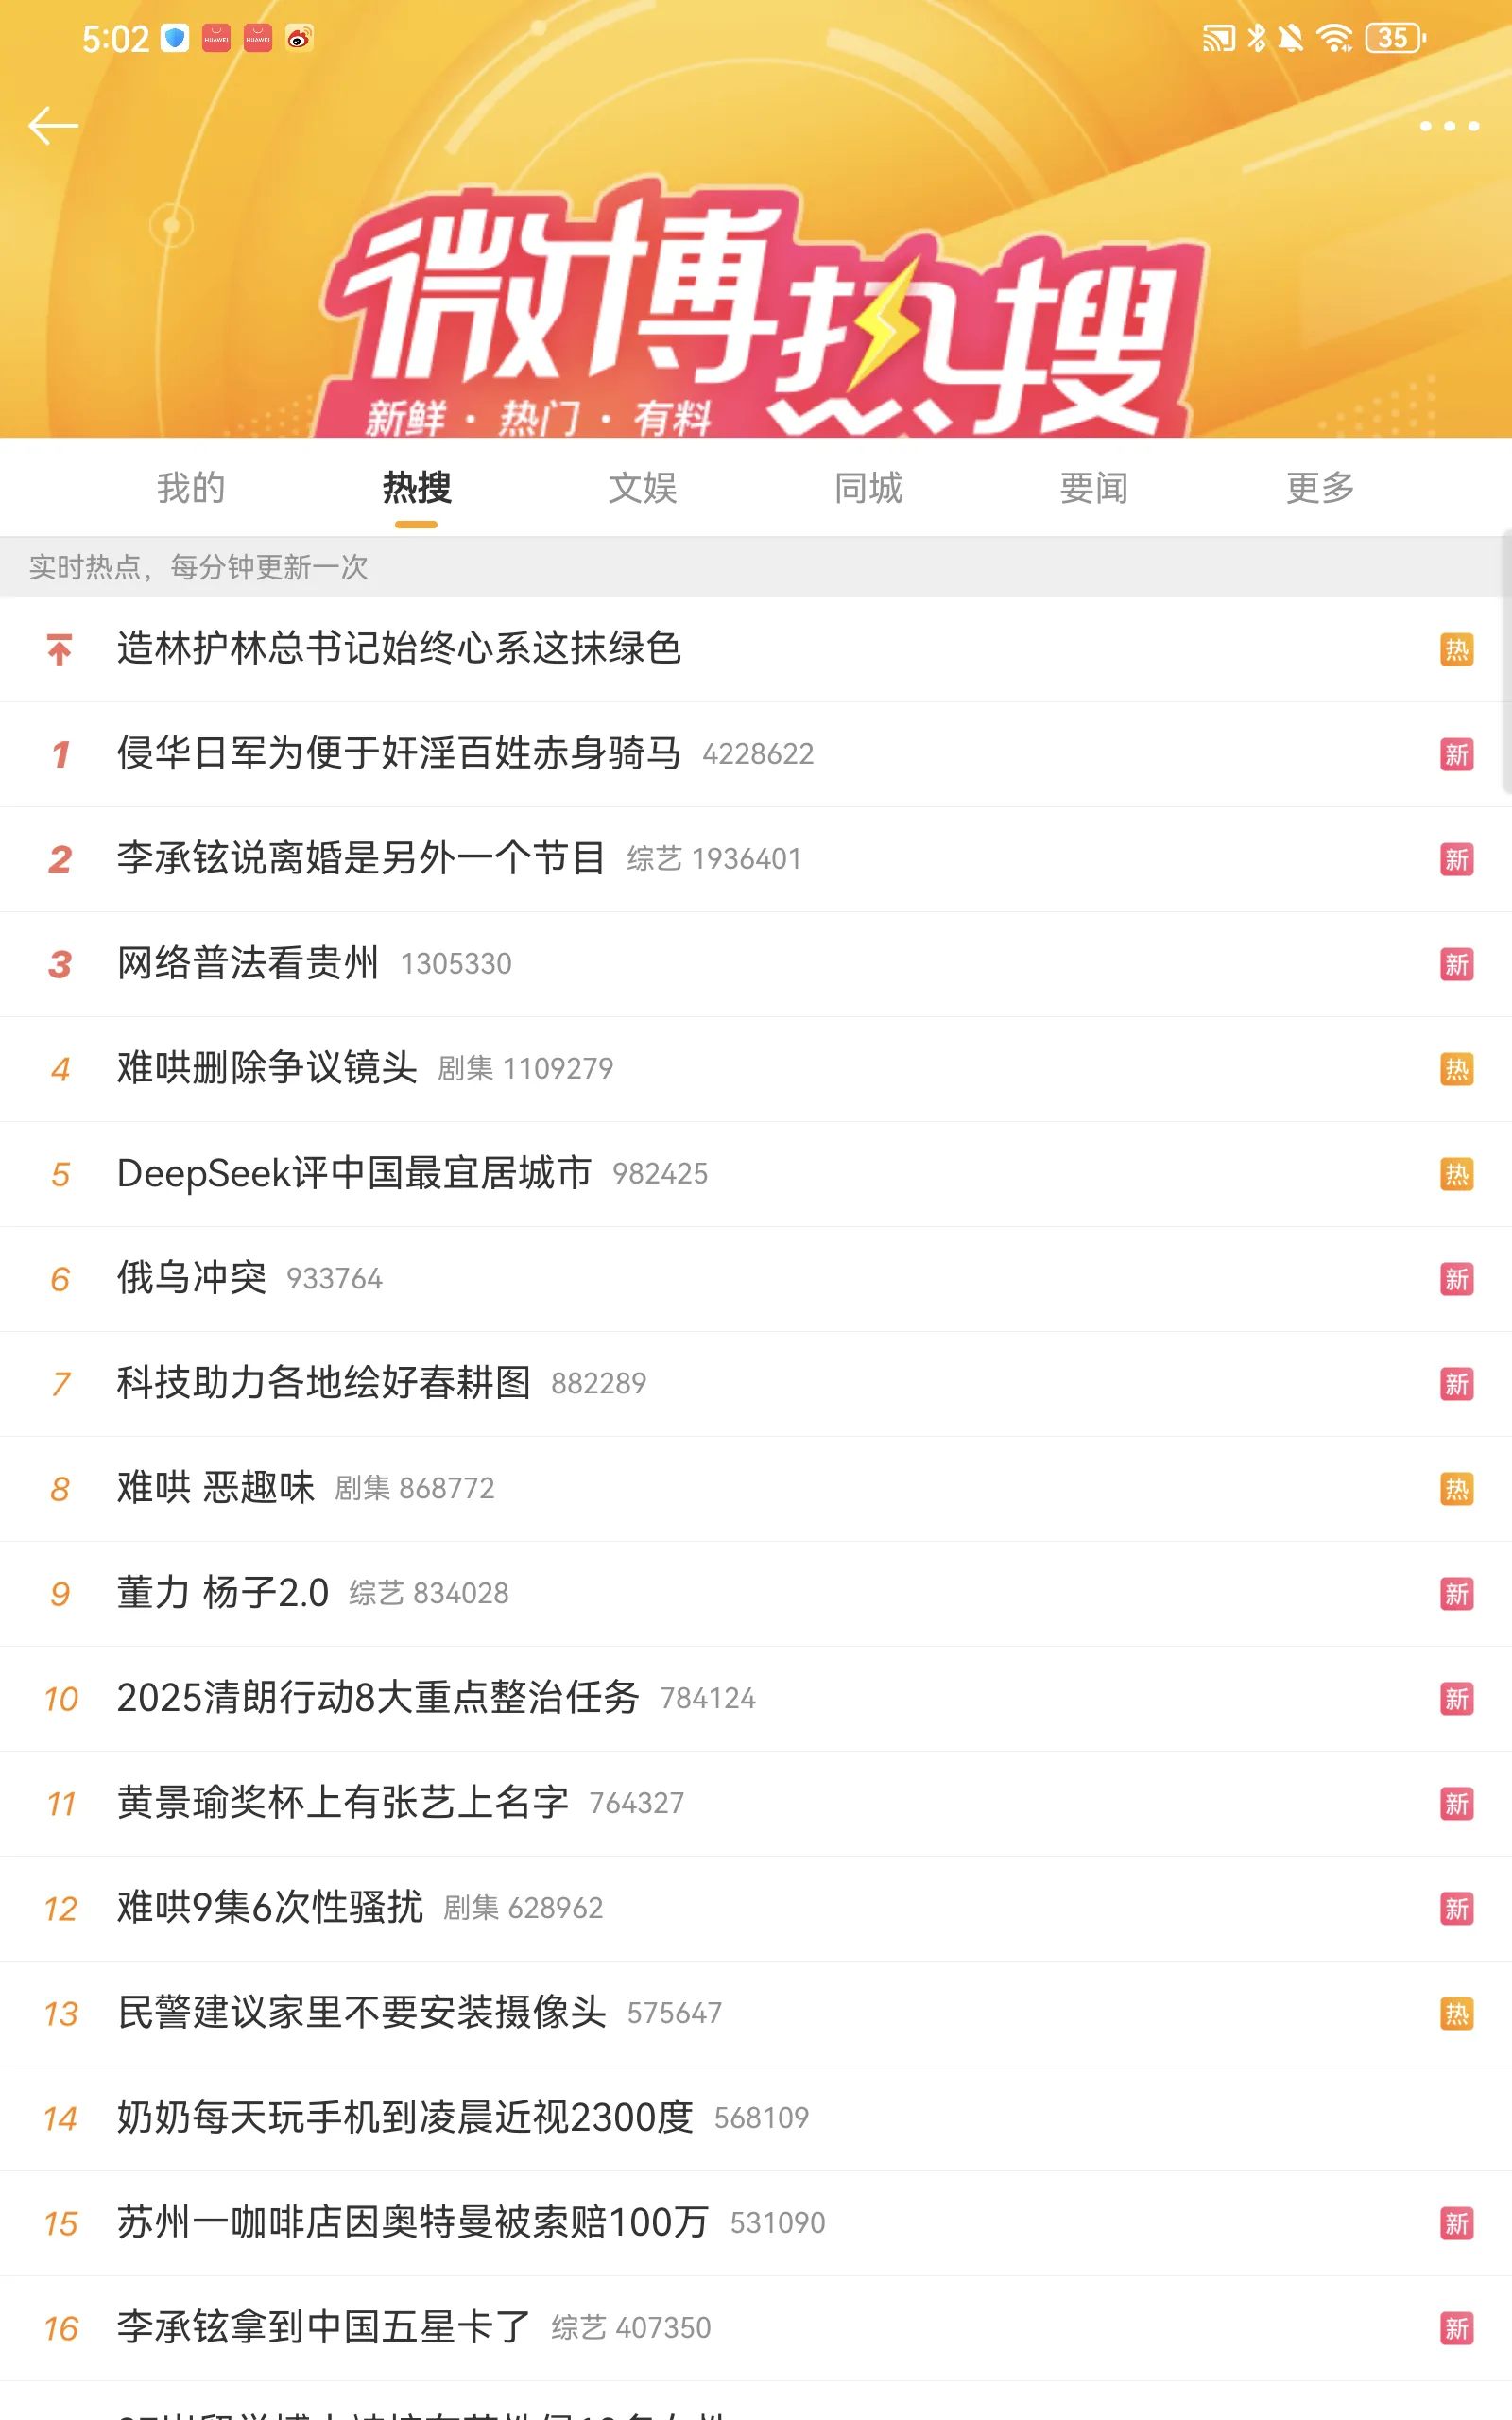 5:02
HUAWEI HUAWEI
35
微博热搜
新鲜 · 热门 · 有料
我的 热搜 文娱 同城 要闻 更多
实时热点，每分钟更新一次
造林护林总书记始终心系这抹绿色 热
1 侵华日军为便于奸淫百姓赤身骑马 4228622 新
2 李承铉说离婚是另外一个节目 综艺 1936401 新
3 网络普法看贵州 1305330 新
4 难哄删除争议镜头 剧集 1109279 热
5 DeepSeek评中国最宜居城市 982425 热
6 俄乌冲突 933764 新
7 科技助力各地绘好春耕图 882289 新
8 难哄 恶趣味 剧集 868772 热
9 董力 杨子2.0 综艺 834028 新
10 2025清朗行动8大重点整治任务 784124 新
11 黄景瑜奖杯上有张艺上名字 764327 新
12 难哄9集6次性骚扰 剧集 628962 新
13 民警建议家里不要安装摄像头 575647 热
14 奶奶每天玩手机到凌晨近视2300度 568109
15 苏州一咖啡店因奥特曼被索赔100万 531090 新
16 李承铉拿到中国五星卡了 综艺 407350 新